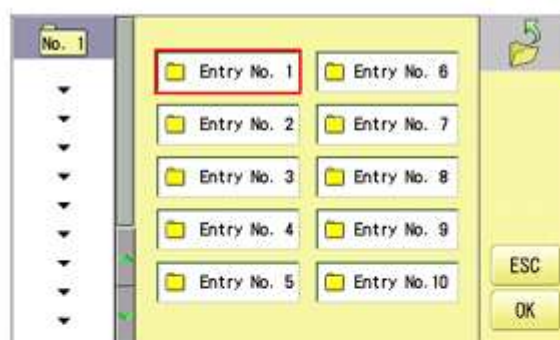 No. 1
Entry No. 1
Entry No. 2
Entry No. 3
Entry No. 4
Entry No. 5
Entry No. 6
Entry No. 7
Entry No. 8
Entry No. 9
Entry No.10
ESC
OK